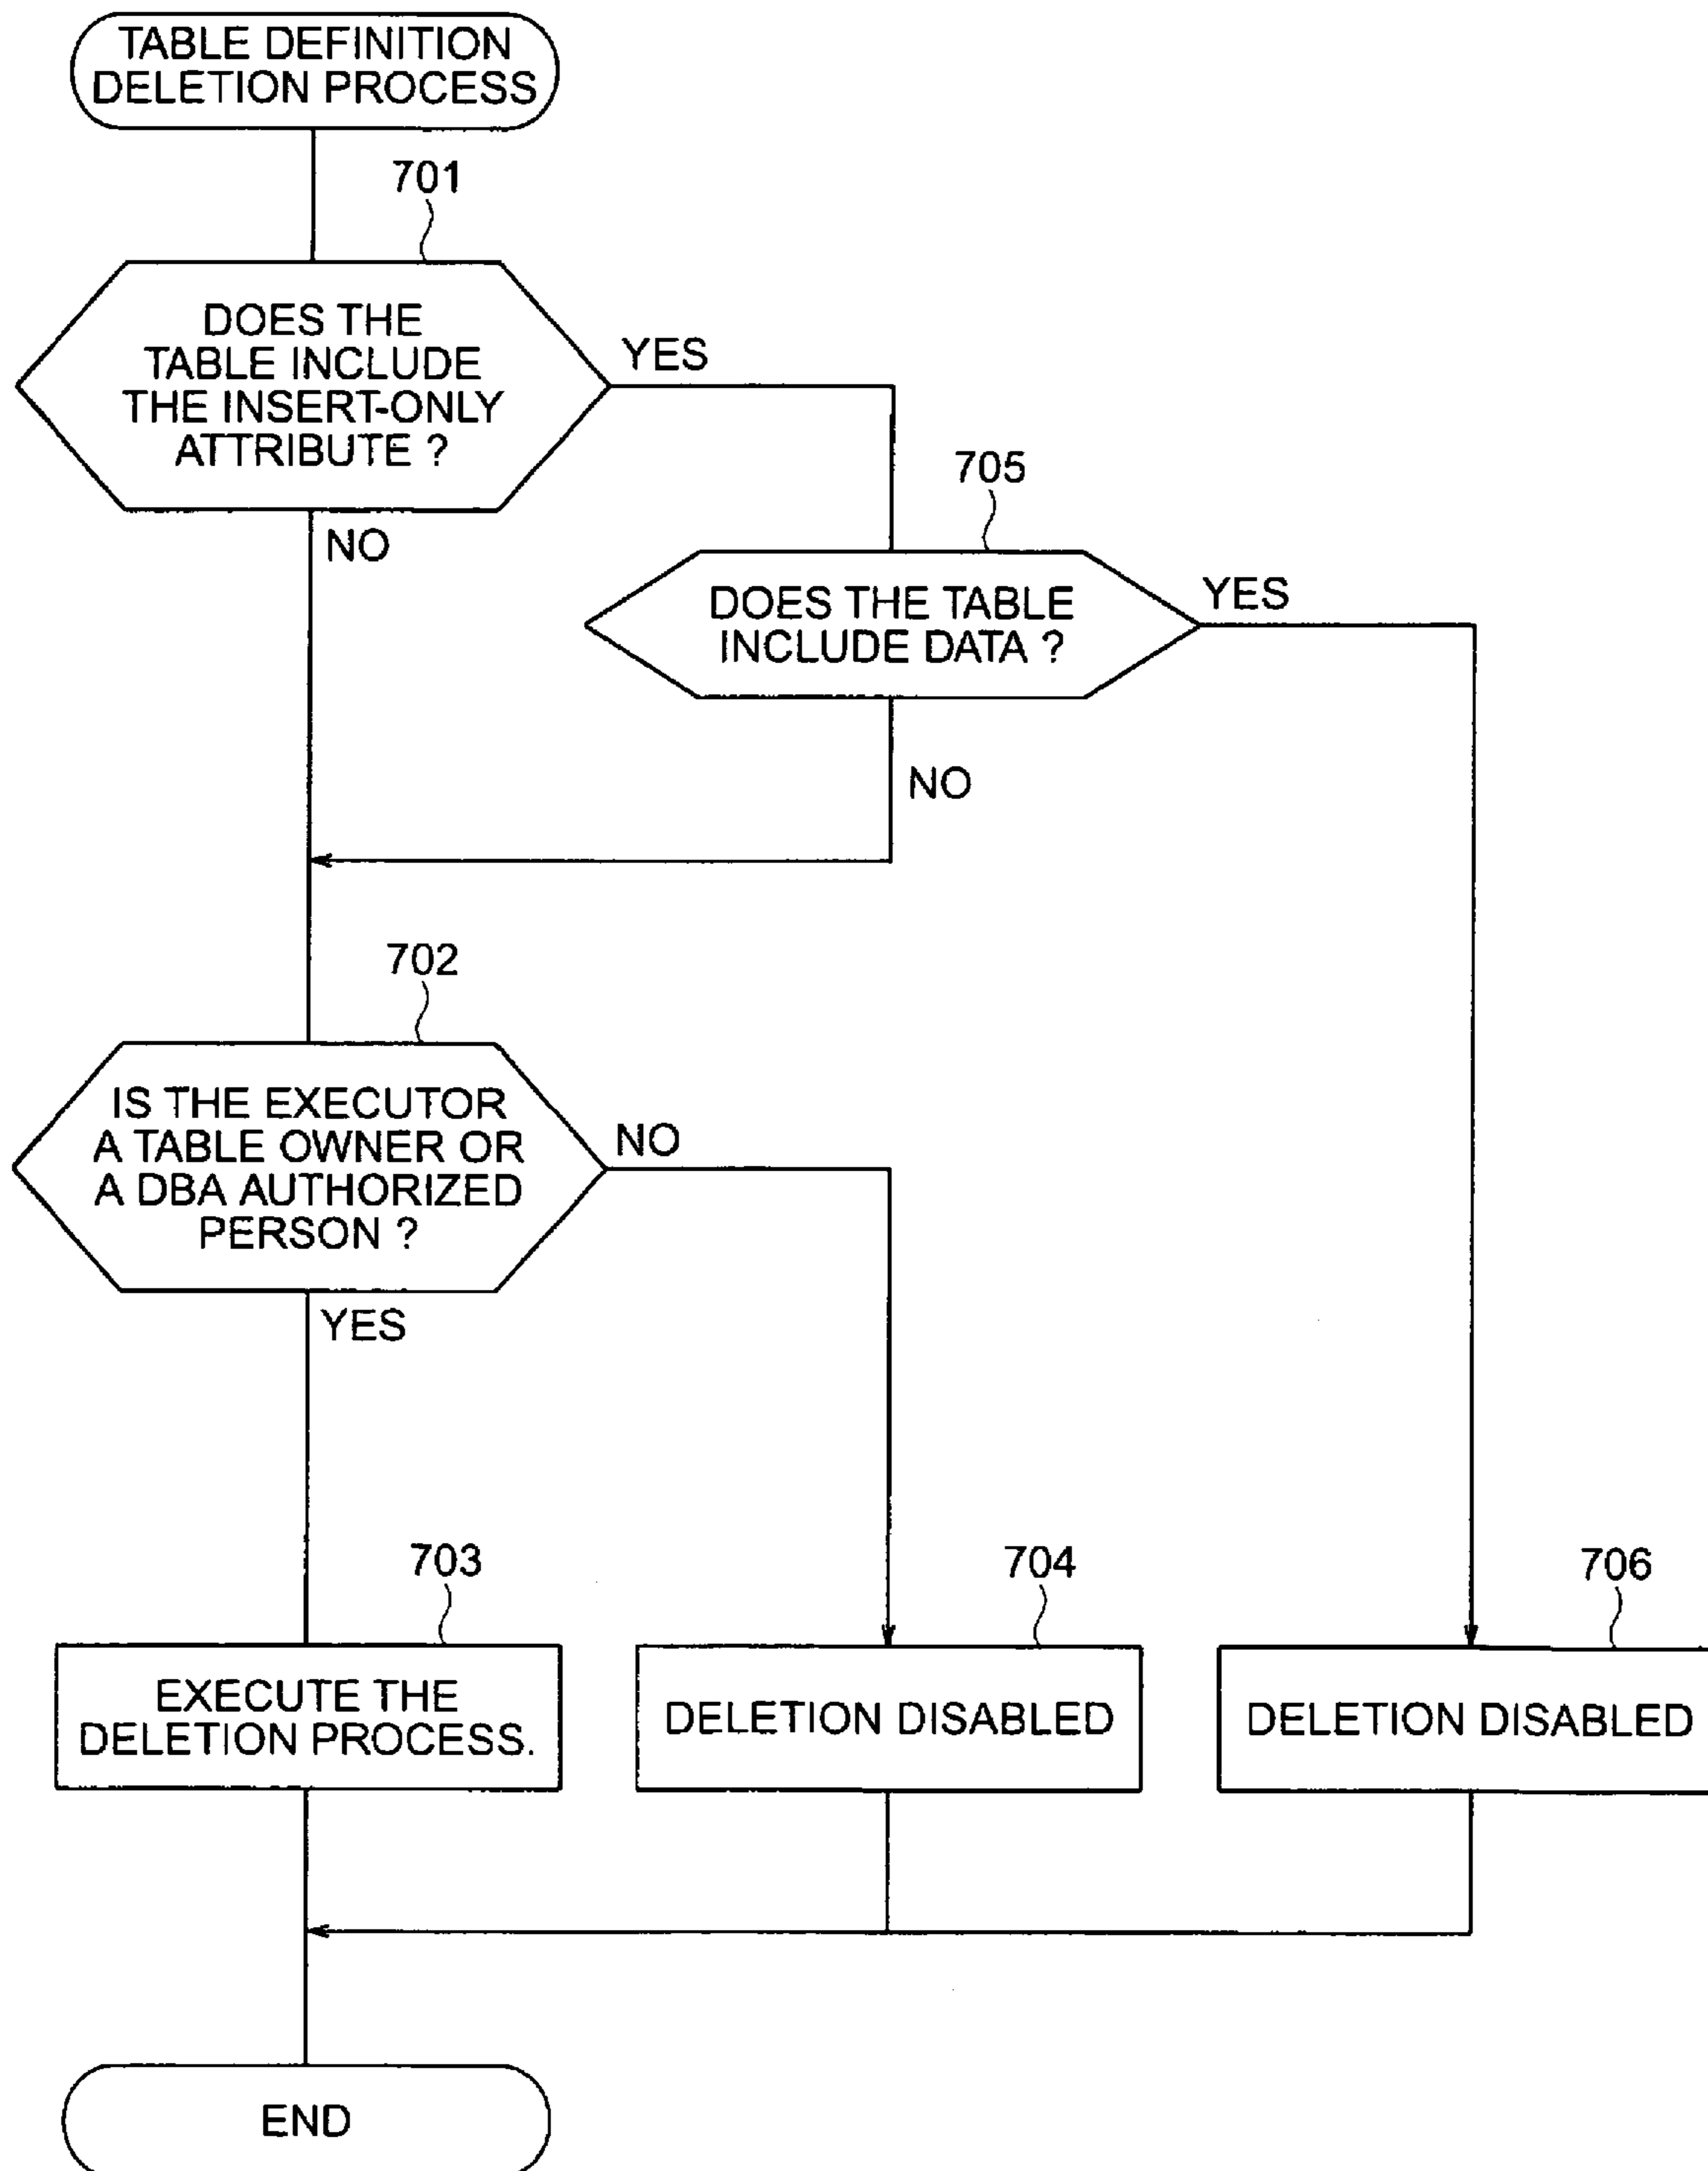 TABLE DEFINITION
DELETION PROCESS
701
DOES THE
TABLE INCLUDE
THE INSERT-ONLY
ATTRIBUTE ?
YES
NO
705
DOES THE TABLE
INCLUDE DATA ?
YES
NO
702
IS THE EXECUTOR
A TABLE OWNER OR
A DBA AUTHORIZED
PERSON ?
NO
YES
703
EXECUTE THE
DELETION PROCESS.
704
DELETION DISABLED
706
DELETION DISABLED
END